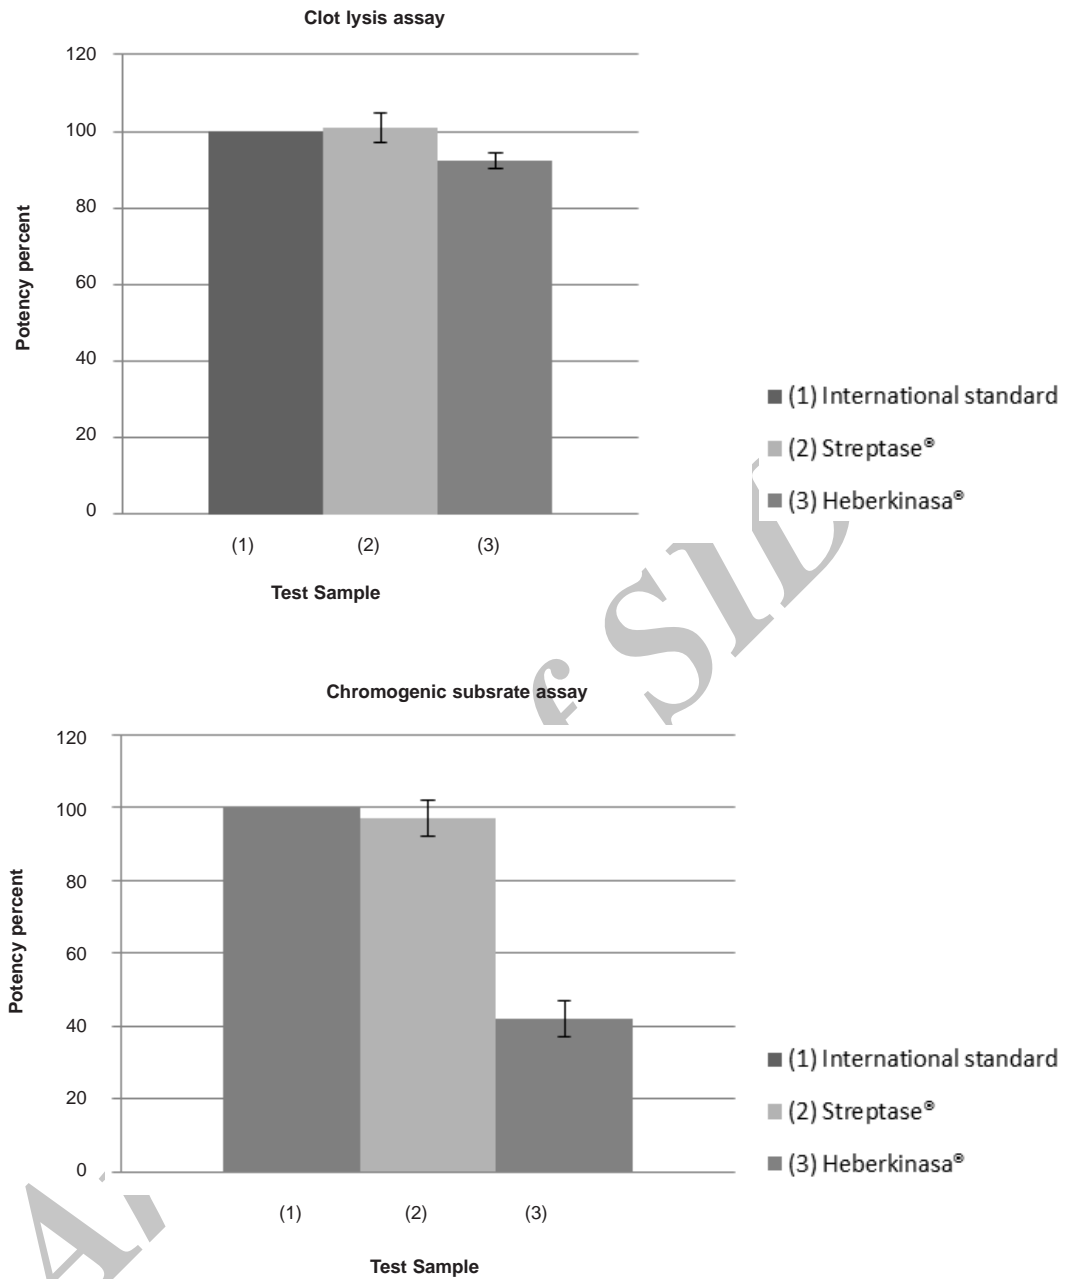 Clot lysis assay
120
100
80
60
40
20
0
Potency percent
(1) (2) (3)
Test Sample
(1) International standard
(2) Streptase®
(3) Heberkinasa®
Chromogenic subsrate assay
120
100
80
60
40
20
0
Potency percent
(1) (2) (3)
Test Sample
(1) International standard
(2) Streptase®
(3) Heberkinasa®